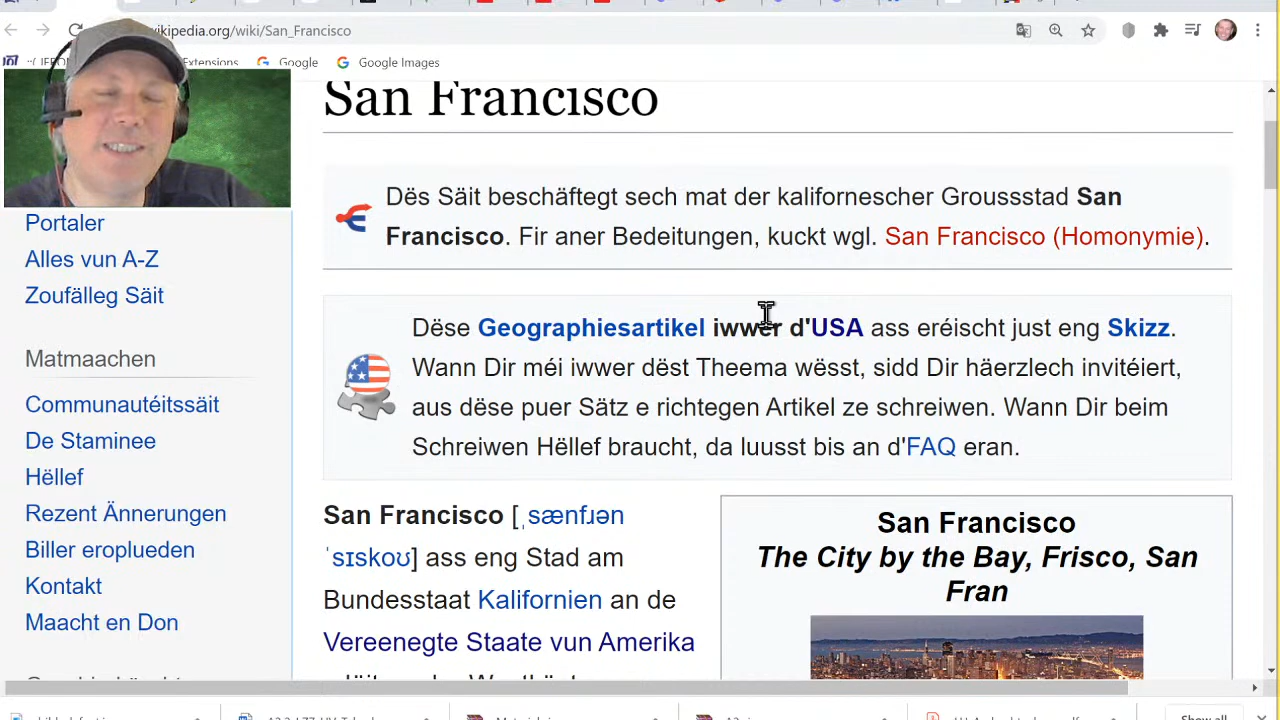 wikipedia.org/wiki/San_Francisco
Extensions
Google
Google Images
San Francisco
Dës Säit beschäftegt sech mat der kalifornescher Groussstad San
Francisco. Fir aner Bedeitungen, kuckt wgl. San Francisco (Homonymie).
Dëse Geographiesartikel iwwer d'USA ass eréischt just eng Skizz.
Wann Dir méi iwwer dëst Theema wësst, sidd Dir häerzlech invitéiert,
aus dëse puer Sätz e richtegen Artikel ze schreiwen. Wann Dir beim
Schreiwen Hëllef braucht, da luusst bis an d'FAQ eran.
Portaler
Alles vun A-Z
Zoufälleg Säit
Matmaachen
Communautéitssäit
De Staminee
Hëllef
Rezent Ännerungen
Biller eroplueden
Kontakt
Maacht en Don
San Francisco [ˌsænfɹən
ˈsɪskoʊ] ass eng Stad am
Bundesstaat Kalifornien an de
Vereenegte Staate vun Amerika
San Francisco
The City by the Bay, Frisco, San
Fran
Show all